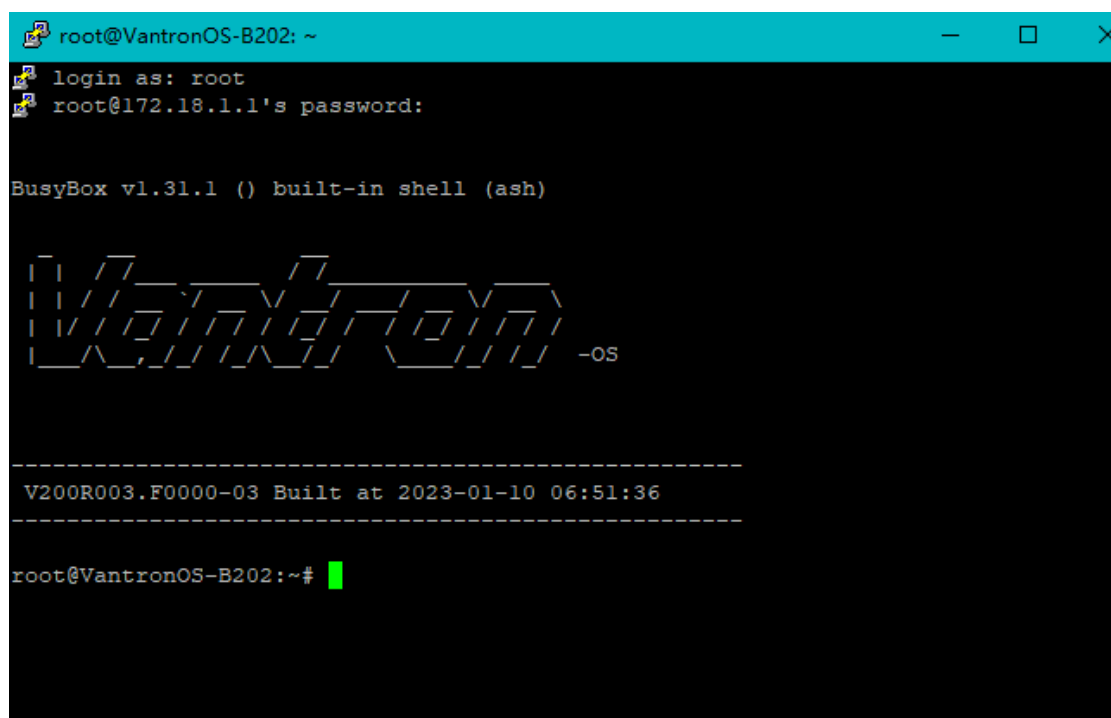 root@VantronOS-B202: ~
login as: root
root@172.18.1.1's password:
BusyBox v1.31.1 () built-in shell (ash)
Vantron -OS
-----------------------------------------------------
V200R003.F0000-03 Built at 2023-01-10 06:51:36
-----------------------------------------------------
root@VantronOS-B202:~#